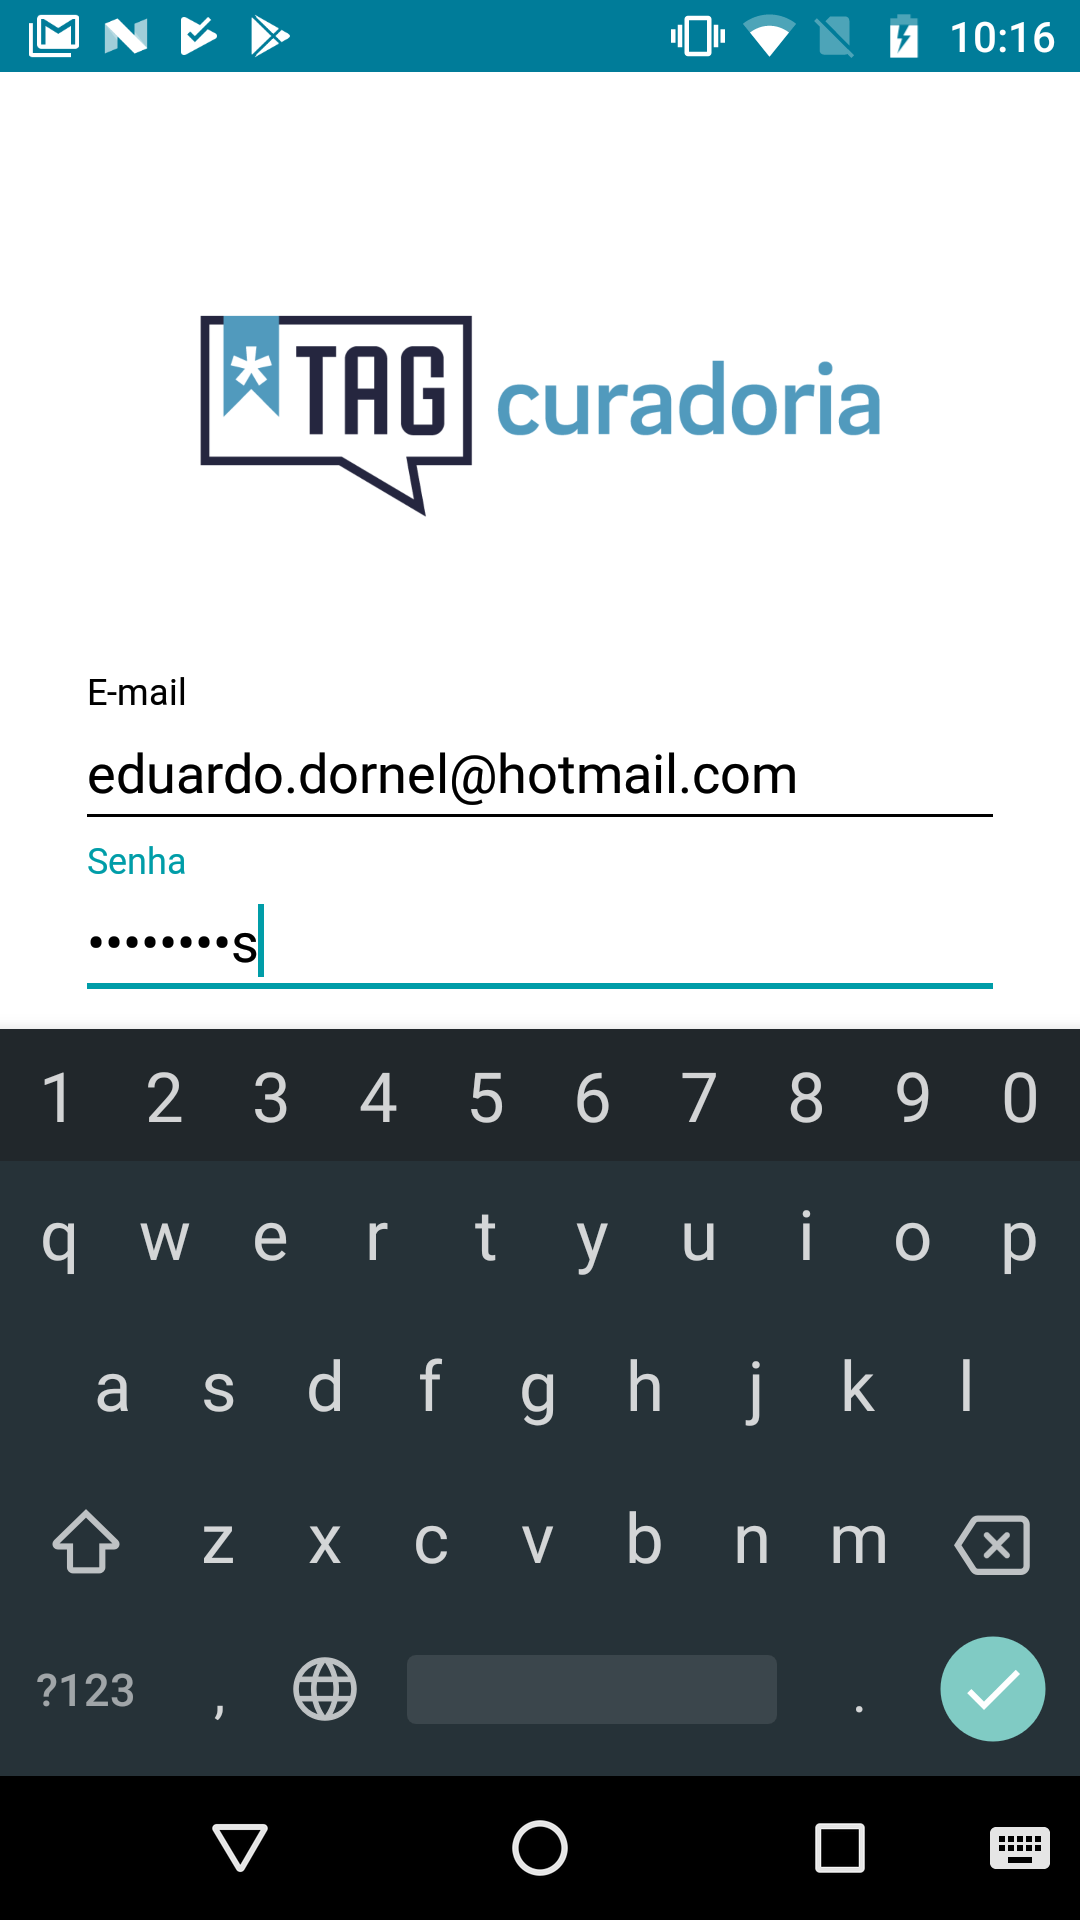 10:16
* TAG curadoria
E-mail
eduardo.dornel@hotmail.com
Senha
••••••••s
1 2 3 4 5 6 7 8 9 0
q w e r t y u i o p
a s d f g h j k l
z x c v b n m
?123 , .